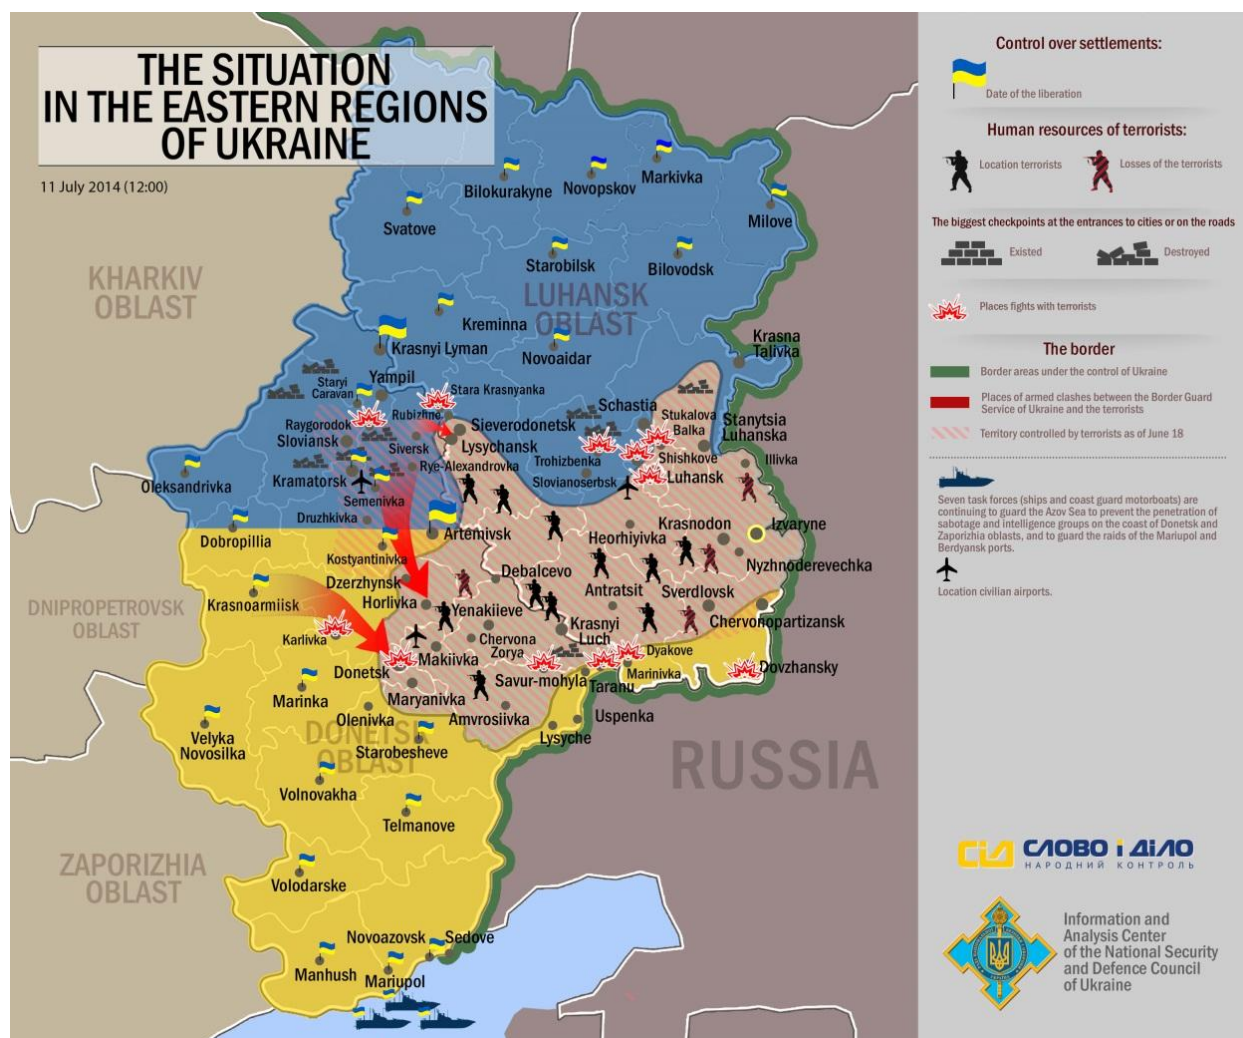 THE SITUATION
IN THE EASTERN REGIONS
OF UKRAINE
11 July 2014 (12:00)
KHARKIV
OBLAST
LUHANSK
OBLAST
DNIPROPETROVSK
OBLAST
DONETSK
OBLAST
ZAPORIZHIA
OBLAST
RUSSIA
Bilokurakyne
Novopskov
Markivka
Milove
Svatove
Starobilsk
Bilovodsk
Kreminna
Novoaidar
Krasnyi Lyman
Krasna
Talivka
Staryi
Caravan
Yampil
Stara Krasnyanka
Raygorodok
Rubizhne
Schastia
Stukalova
Balka
Stanytsia
Luhanska
Sloviansk
Siversk
Sieverodonetsk
Lysychansk
Rye-Alexandrovka
Trohizbenka
Shishkove
Illivka
Oleksandrivka
Kramatorsk
Semenivka
Slovianoserbsk
Luhansk
Druzhkivka
Artemivsk
Krasnodon
Izvaryne
Dobropillia
Kostyantinivka
Heorhiyivka
Nyzhnoderevechka
Dzerzhynsk
Debalcevo
Krasnoarmiisk
Horlivka
Yenakiieve
Antratsit
Sverdlovsk
Chervonopartizansk
Karlivka
Chervona
Zorya
Krasnyi
Luch
Makiivka
Dyakove
Donetsk
Savur-mohyla
Taranu
Marinivka
Dovzhansky
Marinka
Maryanivka
Olenivka
Amvrosiivka
Uspenka
Lysyche
Velyka
Novosilka
Starobesheve
Volnovakha
Telmanove
Volodarske
Novoazovsk
Sedove
Manhush
Mariupol
Control over settlements:
Date of the liberation
Human resources of terrorists:
Location terrorists
Losses of the terrorists
The biggest checkpoints at the entrances to cities or on the roads
Existed
Destroyed
Places fights with terrorists
The border
Border areas under the control of Ukraine
Places of armed clashes between the Border Guard
Service of Ukraine and the terrorists
Territory controlled by terrorists as of June 18
Seven task forces (ships and coast guard motorboats) are
continuing to guard the Azov Sea to prevent the penetration of
sabotage and intelligence groups on the coast of Donetsk and
Zaporizhia oblasts, and to guard the raids of the Mariupol and
Berdyansk ports.
Location civilian airports.
СІД СЛОВО і ДіЛО
НАРОДНИЙ КОНТРОЛЬ
Information and
Analysis Center
of the National Security
and Defence Council
of Ukraine